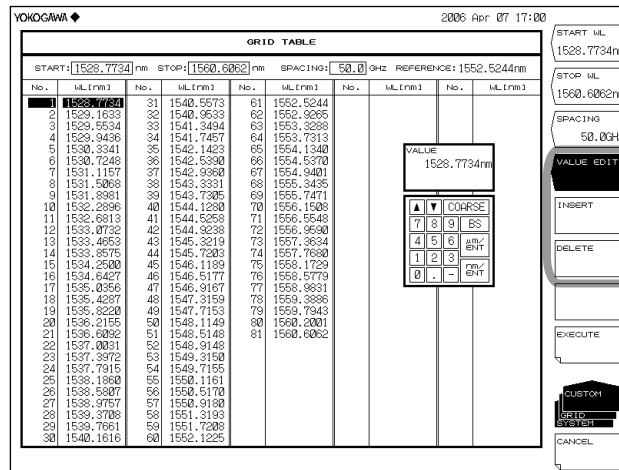 YOKOGAWA ◆ 2006 Apr 07 17:00
GRID TABLE
START: 1528.7734 nm STOP: 1560.6062 nm SPACING: 50.0 GHz REFERENCE: 1552.5244nm
No. WL[nm] No. WL[nm] No. WL[nm] No. WL[nm] No. WL[nm]
1 1528.7734 31 1540.5573 61 1552.5244
2 1529.1633 32 1540.9533 62 1552.9265
3 1529.5534 33 1541.3494 63 1553.3288
4 1529.9436 34 1541.7457 64 1553.7313
5 1530.3341 35 1542.1423 65 1554.1340
6 1530.7248 36 1542.5390 66 1554.5370
7 1531.1157 37 1542.9360 67 1554.9401
8 1531.5068 38 1543.3331 68 1555.3435
9 1531.8981 39 1543.7305 69 1555.7471
10 1532.2896 40 1544.1280 70 1556.1508
11 1532.6813 41 1544.5258 71 1556.5548
12 1533.0732 42 1544.9238 72 1556.9590
13 1533.4653 43 1545.3219 73 1557.3634
14 1533.8575 44 1545.7203 74 1557.7680
15 1534.2500 45 1546.1189 75 1558.1729
16 1534.6427 46 1546.5177 76 1558.5779
17 1535.0356 47 1546.9167 77 1558.9831
18 1535.4287 48 1547.3159 78 1559.3886
19 1535.8220 49 1547.7153 79 1559.7943
20 1536.2155 50 1548.1149 80 1560.2001
21 1536.6092 51 1548.5148 81 1560.6062
22 1537.0031 52 1548.9148
23 1537.3972 53 1549.3150
24 1537.7915 54 1549.7155
25 1538.1860 55 1550.1161
26 1538.5807 56 1550.5170
27 1538.9757 57 1550.9180
28 1539.3708 58 1551.3193
29 1539.7661 59 1551.7208
30 1540.1616 60 1552.1225
VALUE
1528.7734nm
▲ ▼ COARSE
7 8 9 BS
4 5 6 μm/ENT
1 2 3 nm/ENT
0 . -
START WL
1528.7734n
STOP WL
1560.6062n
SPACING
50.0GH
VALUE EDIT
INSERT
DELETE
EXECUTE
CUSTOM
GRID
SYSTEM
CANCEL